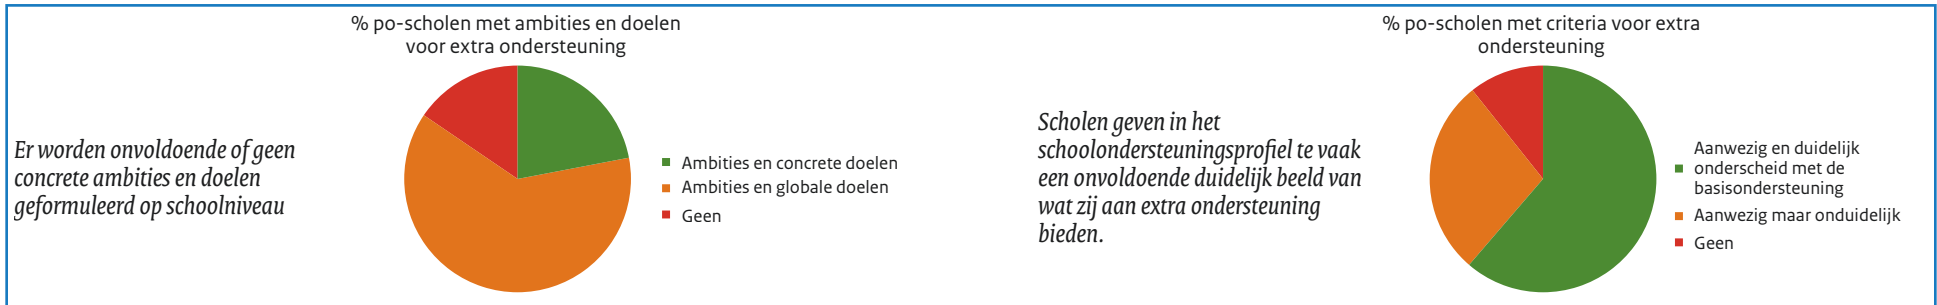 % po-scholen met ambities en doelen
voor extra ondersteuning
Er worden onvoldoende of geen
concrete ambities en doelen
geformuleerd op schoolniveau
Ambities en concrete doelen
Ambities en globale doelen
Geen
% po-scholen met criteria voor extra
ondersteuning
Scholen geven in het
schoolondersteuningsprofiel te vaak
een onvoldoende duidelijk beeld van
wat zij aan extra ondersteuning
bieden.
Aanwezig en duidelijk
onderscheid met de
basisondersteuning
Aanwezig maar onduidelijk
Geen